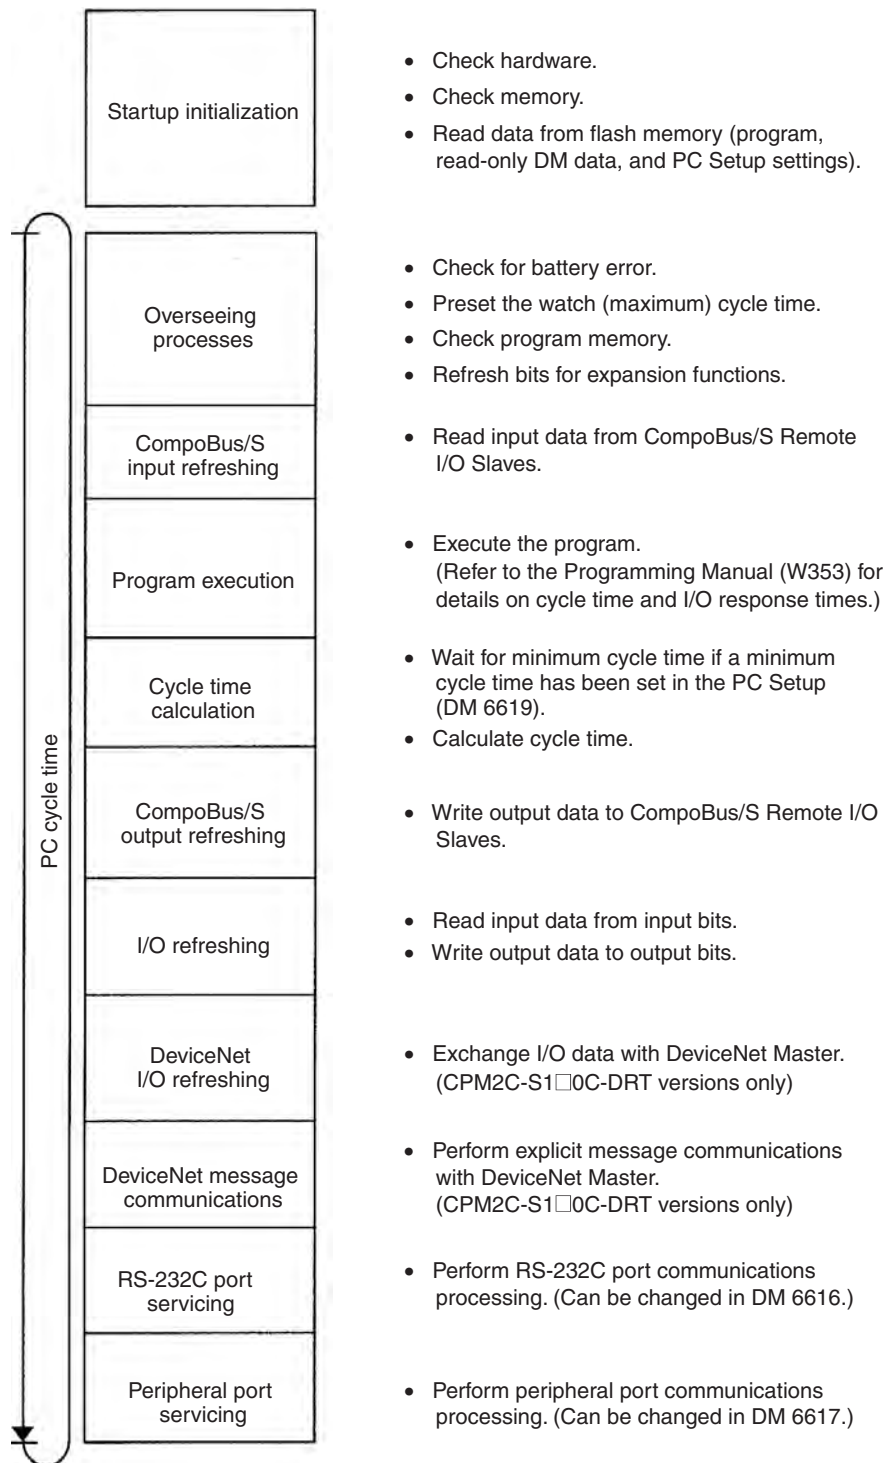 Startup initialization
• Check hardware.
• Check memory.
• Read data from flash memory (program,
read-only DM data, and PC Setup settings).
PC cycle time
Overseeing
processes
• Check for battery error.
• Preset the watch (maximum) cycle time.
• Check program memory.
• Refresh bits for expansion functions.
CompoBus/S
input refreshing
• Read input data from CompoBus/S Remote
I/O Slaves.
Program execution
• Execute the program.
(Refer to the Programming Manual (W353) for
details on cycle time and I/O response times.)
Cycle time
calculation
• Wait for minimum cycle time if a minimum
cycle time has been set in the PC Setup
(DM 6619).
• Calculate cycle time.
CompoBus/S
output refreshing
• Write output data to CompoBus/S Remote I/O
Slaves.
I/O refreshing
• Read input data from input bits.
• Write output data to output bits.
DeviceNet
I/O refreshing
• Exchange I/O data with DeviceNet Master.
(CPM2C-S1□0C-DRT versions only)
DeviceNet message
communications
• Perform explicit message communications
with DeviceNet Master.
(CPM2C-S1□0C-DRT versions only)
RS-232C port
servicing
• Perform RS-232C port communications
processing. (Can be changed in DM 6616.)
Peripheral port
servicing
• Perform peripheral port communications
processing. (Can be changed in DM 6617.)